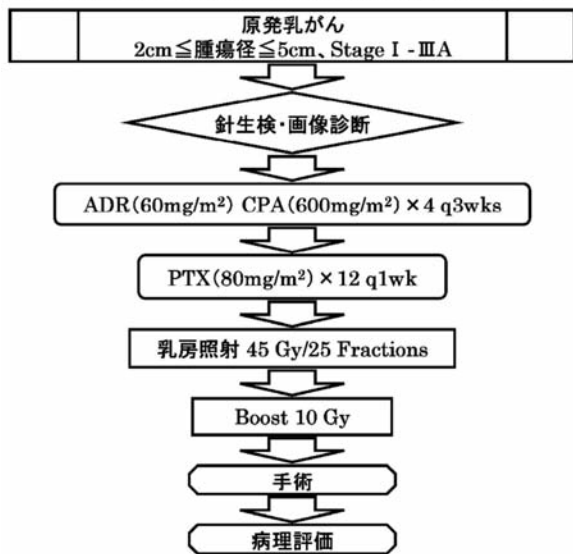 原発乳がん
2cm≦腫瘍径≦5cm、Stage Ⅰ-ⅢA
針生検・画像診断
ADR(60mg/m²) CPA(600mg/m²)×4 q3wks
PTX(80mg/m²)×12 q1wk
乳房照射 45 Gy/25 Fractions
Boost 10 Gy
手術
病理評価